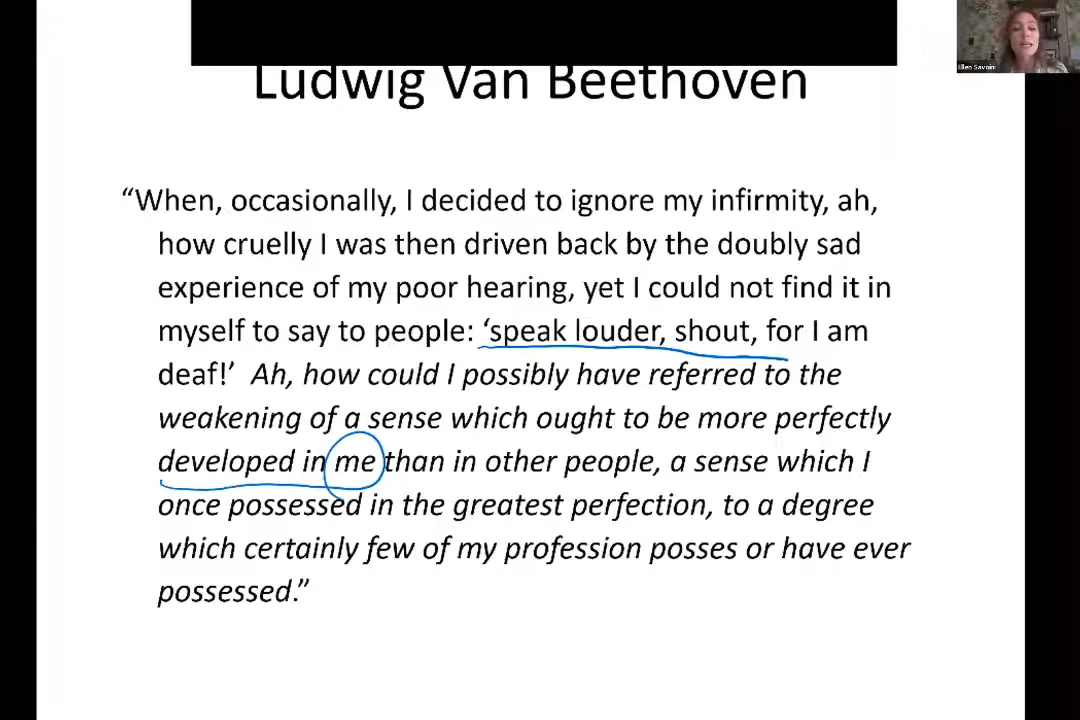 Ellen Savoin
Ludwig Van Beethoven
“When, occasionally, I decided to ignore my infirmity, ah,
how cruelly I was then driven back by the doubly sad
experience of my poor hearing, yet I could not find it in
myself to say to people: ‘speak louder, shout, for I am
deaf!’ Ah, how could I possibly have referred to the
weakening of a sense which ought to be more perfectly
developed in me than in other people, a sense which I
once possessed in the greatest perfection, to a degree
which certainly few of my profession posses or have ever
possessed.”